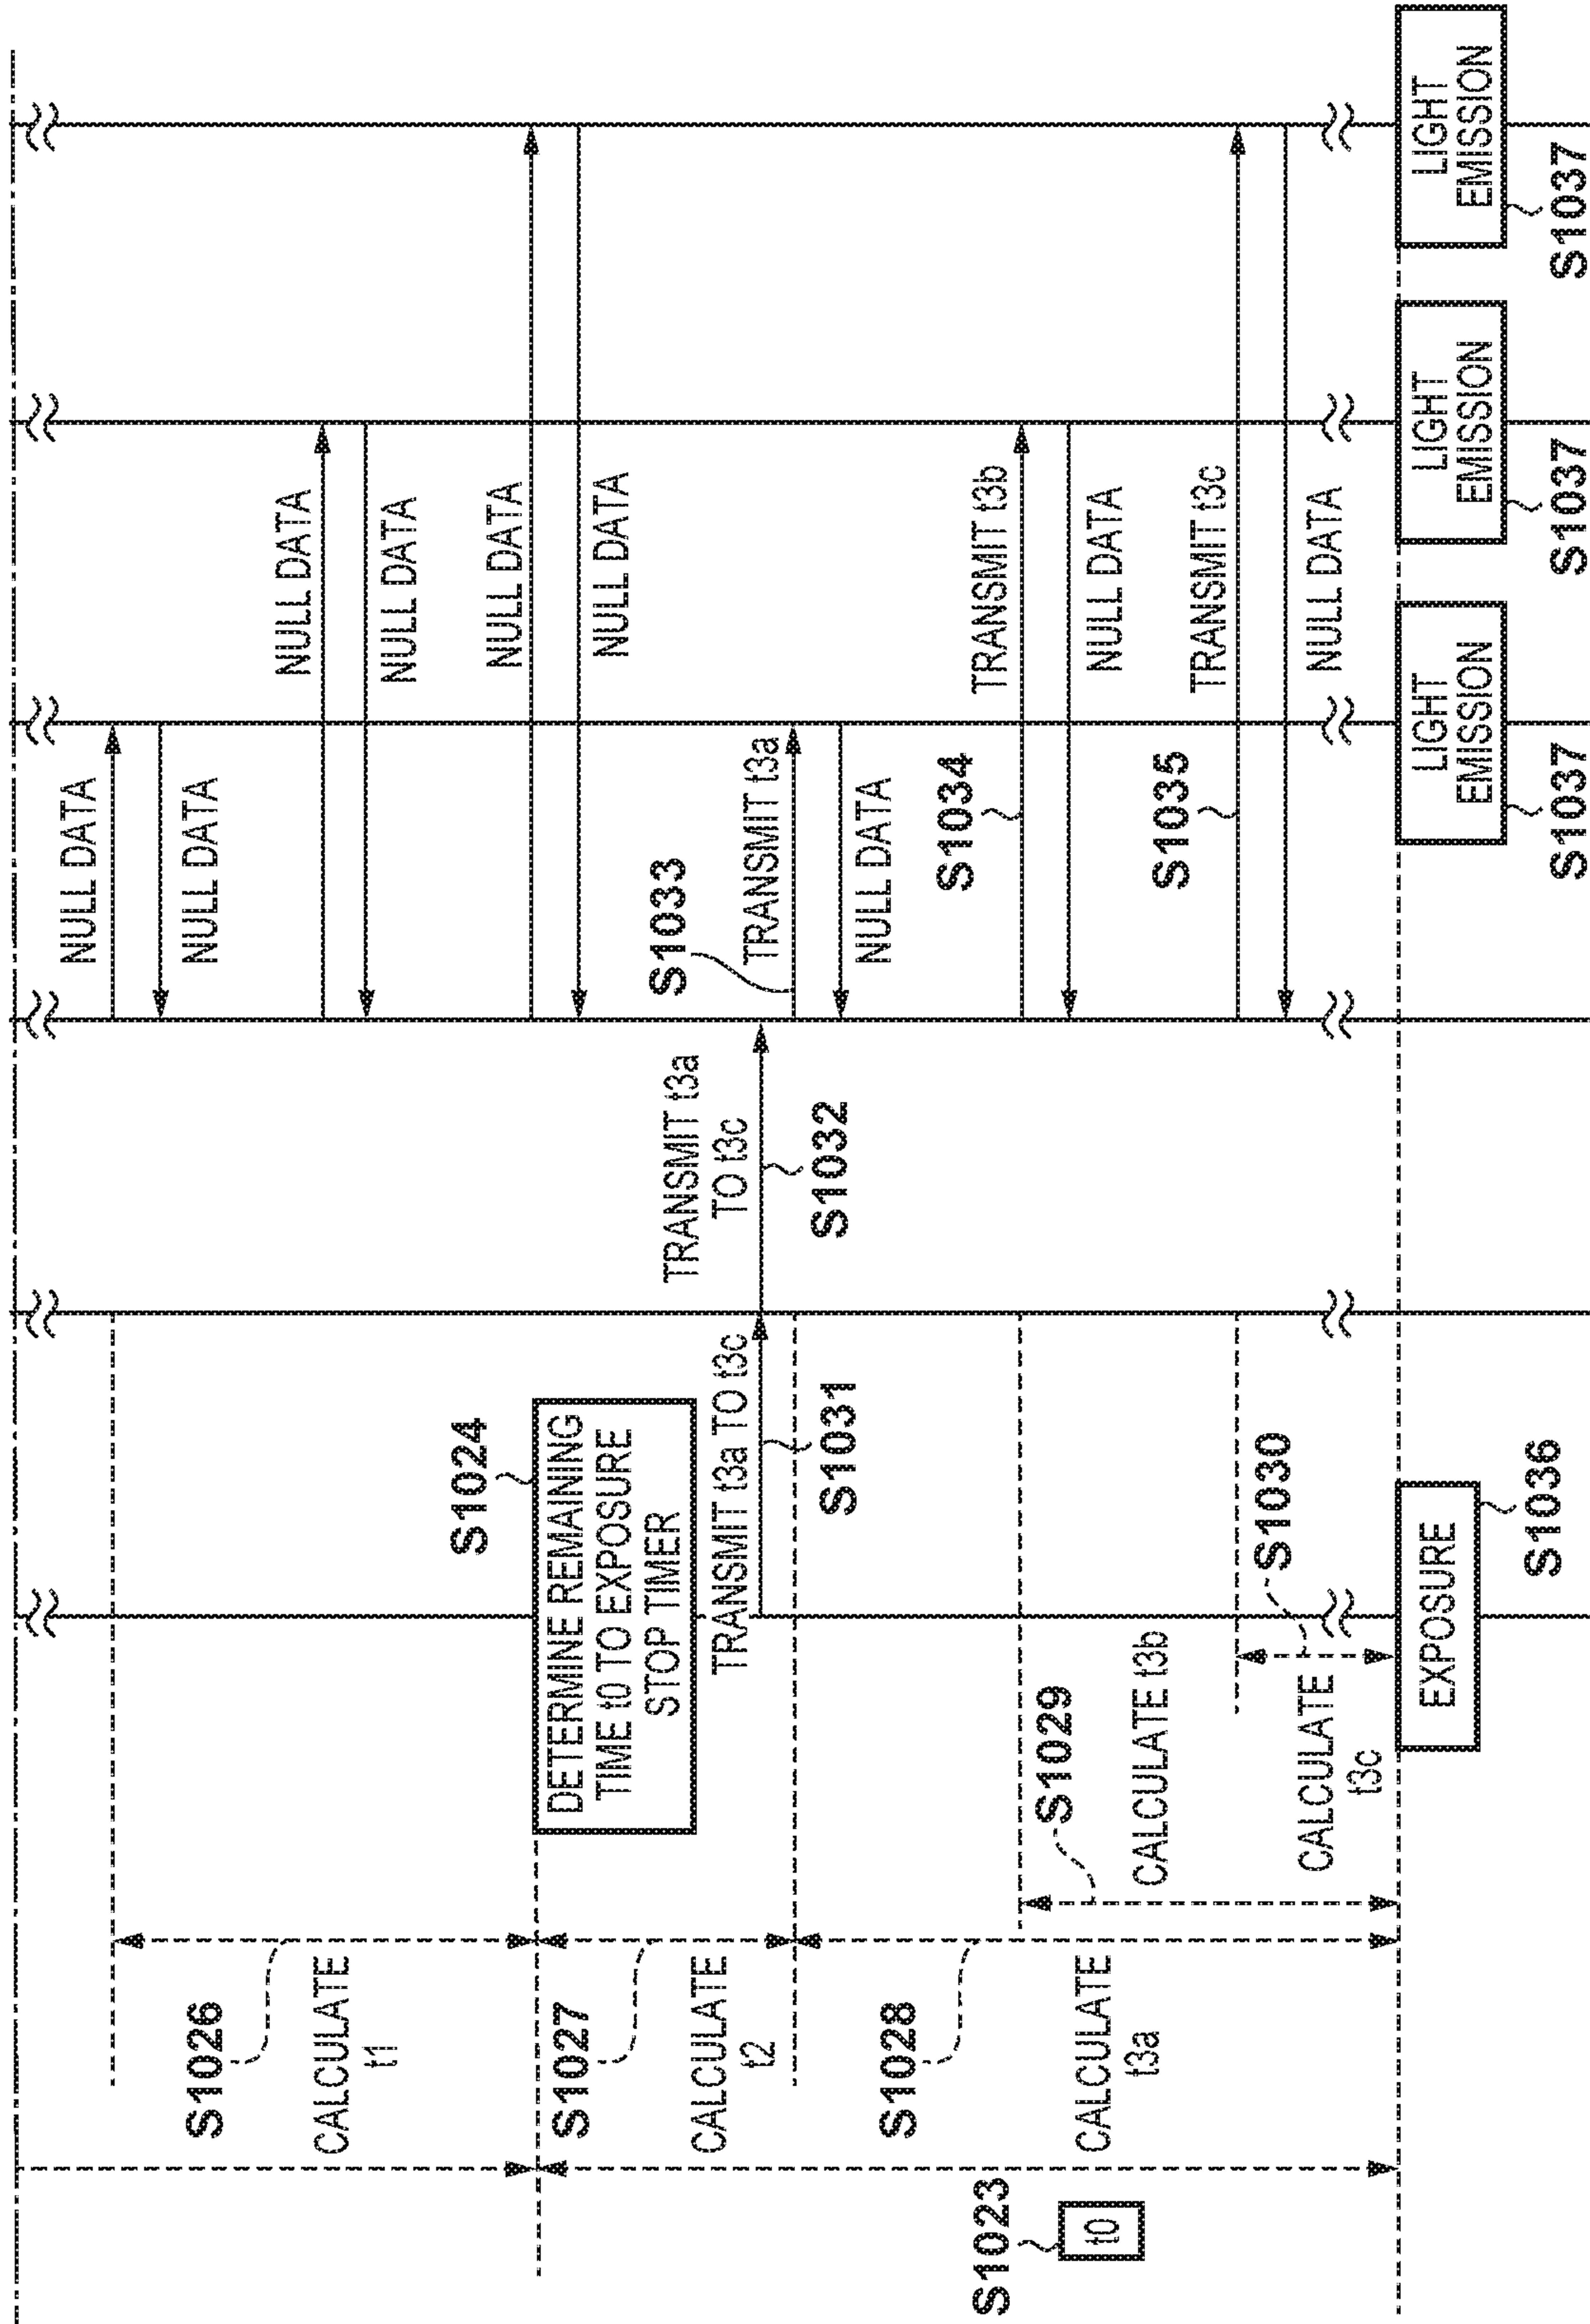 NULL DATA
NULL DATA
NULL DATA
NULL DATA
NULL DATA
NULL DATA
S1026
CALCULATE
t1
S1024
DETERMINE REMAINING
TIME t0 TO EXPOSURE
STOP TIMER
S1027
CALCULATE
t2
TRANSMIT t3a TO t3c
S1031
TRANSMIT t3a
TO t3c
S1032
S1033
TRANSMIT t3a
NULL DATA
S1028
CALCULATE
t3a
S1023
t0
S1034
TRANSMIT t3b
NULL DATA
S1029
CALCULATE t3b
S1035
TRANSMIT t3c
NULL DATA
S1030
CALCULATE
t3c
EXPOSURE
S1036
LIGHT
EMISSION
S1037
LIGHT
EMISSION
S1037
LIGHT
EMISSION
S1037